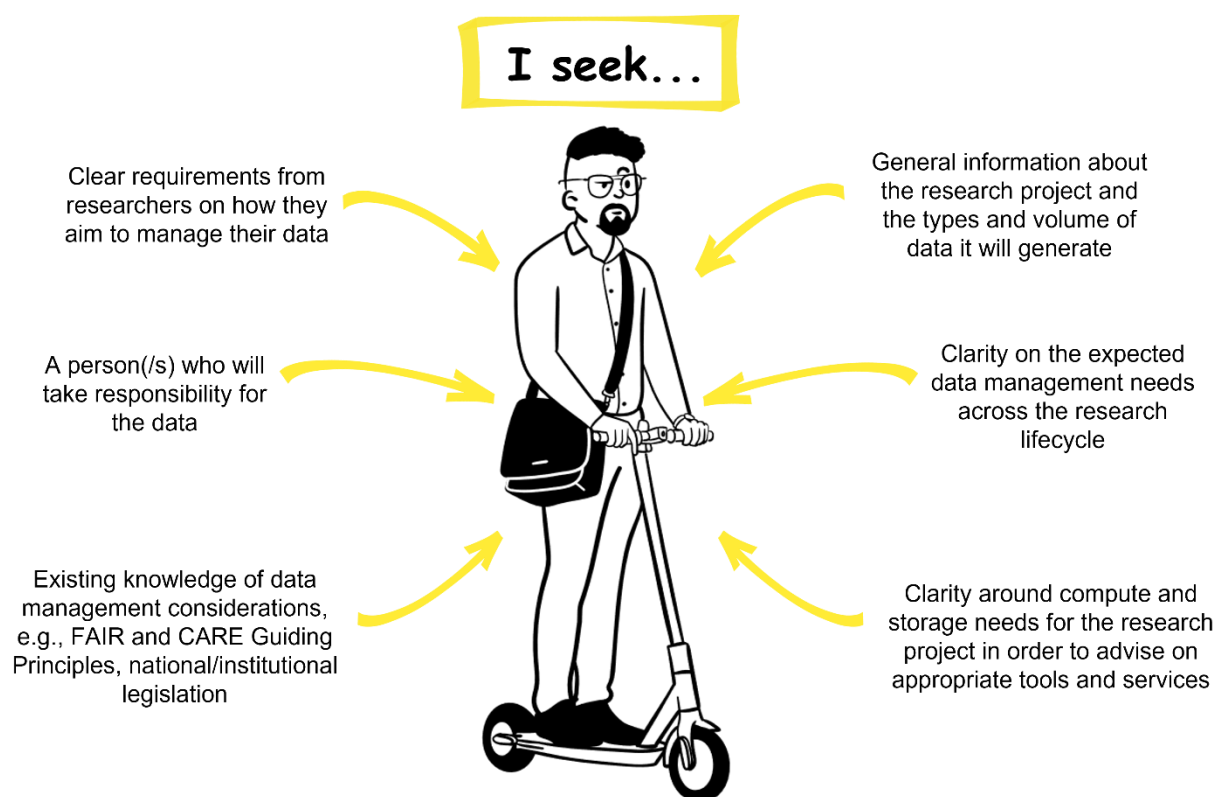 I seek...
Clear requirements from
researchers on how they
aim to manage their data
General information about
the research project and
the types and volume of
data it will generate
A person(/s) who will
take responsibility for
the data
Clarity on the expected
data management needs
across the research
lifecycle
Existing knowledge of data
management considerations,
e.g., FAIR and CARE Guiding
Principles, national/institutional
legislation
Clarity around compute and
storage needs for the research
project in order to advise on
appropriate tools and services